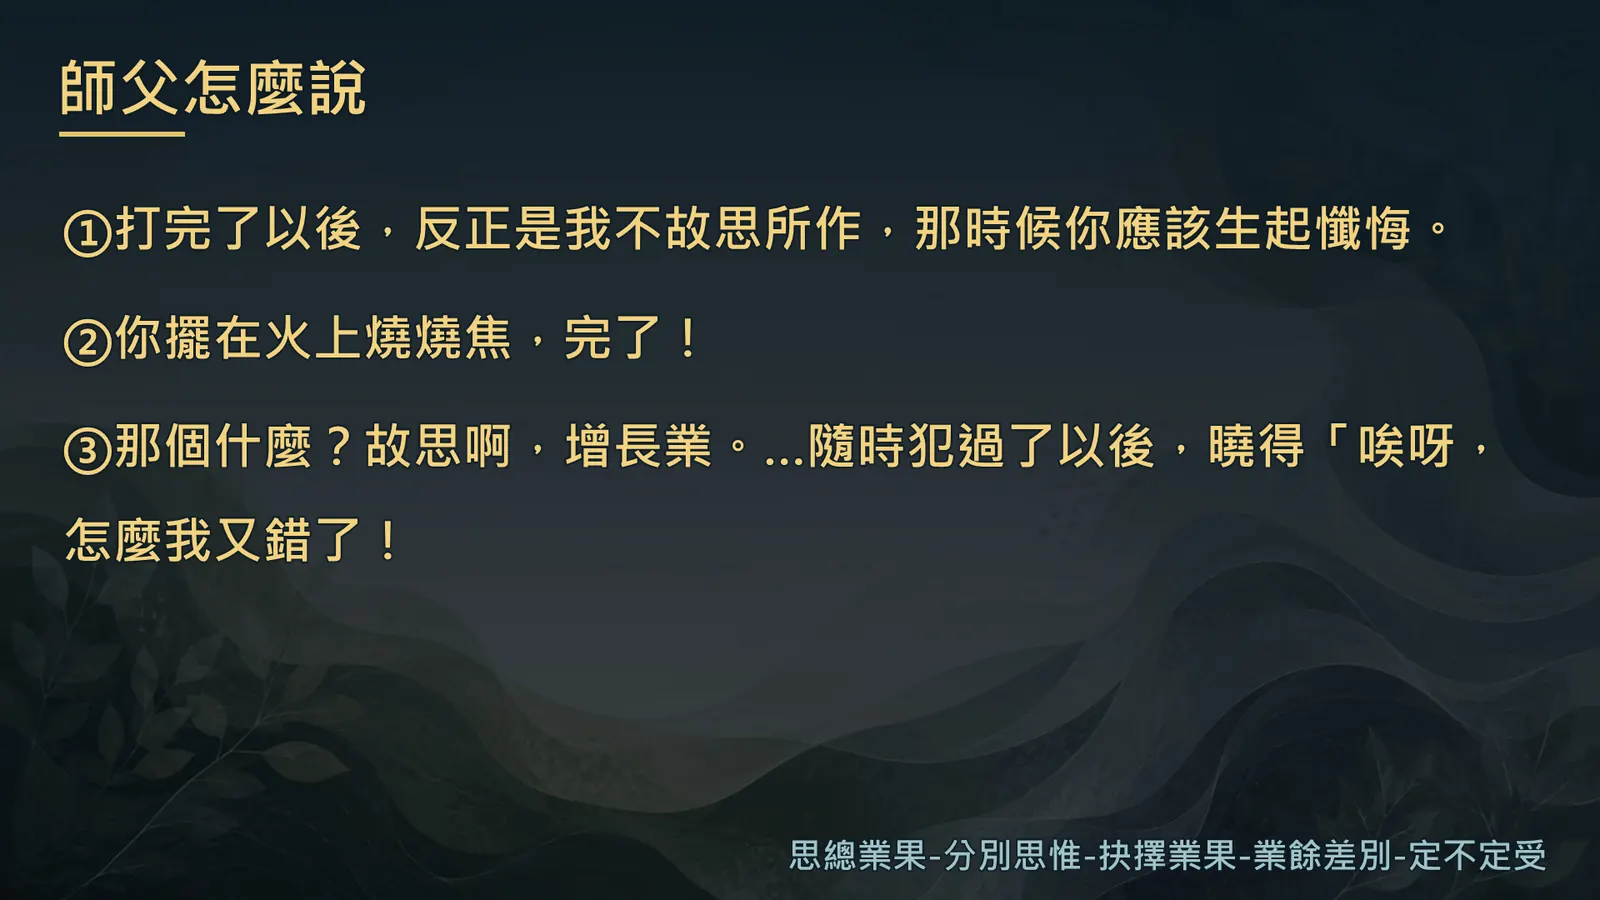 師父怎麼說
①打完了以後，反正是我不故思所作，那時候你應該生起懺悔。
②你擺在火上燒燒焦，完了！
③那個什麼？故思啊，增長業。...隨時犯過了以後，曉得「唉呀，
怎麼我又錯了！
思總業果-分別思惟-抉擇業果-業餘差別-定不定受